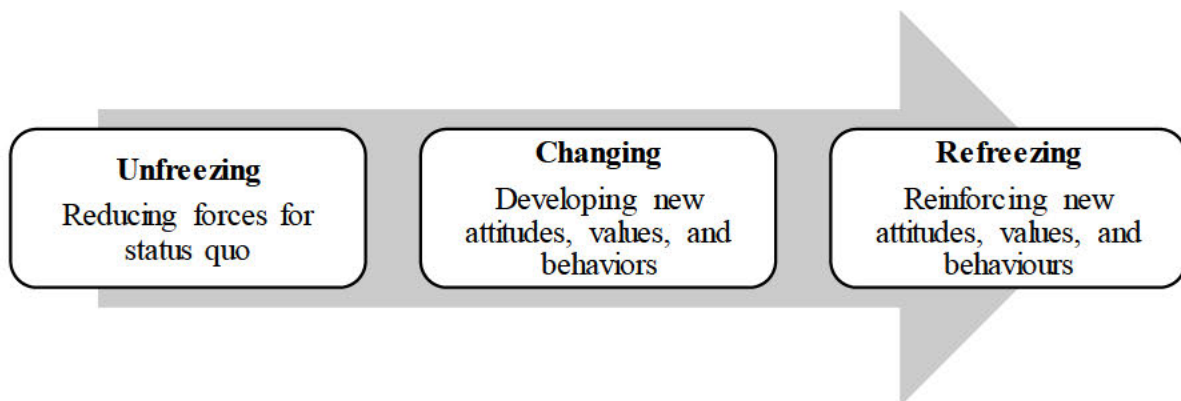 Unfreezing
Reducing forces for
status quo
Changing
Developing new
attitudes, values, and
behaviors
Refreezing
Reinforcing new
attitudes, values, and
behaviours